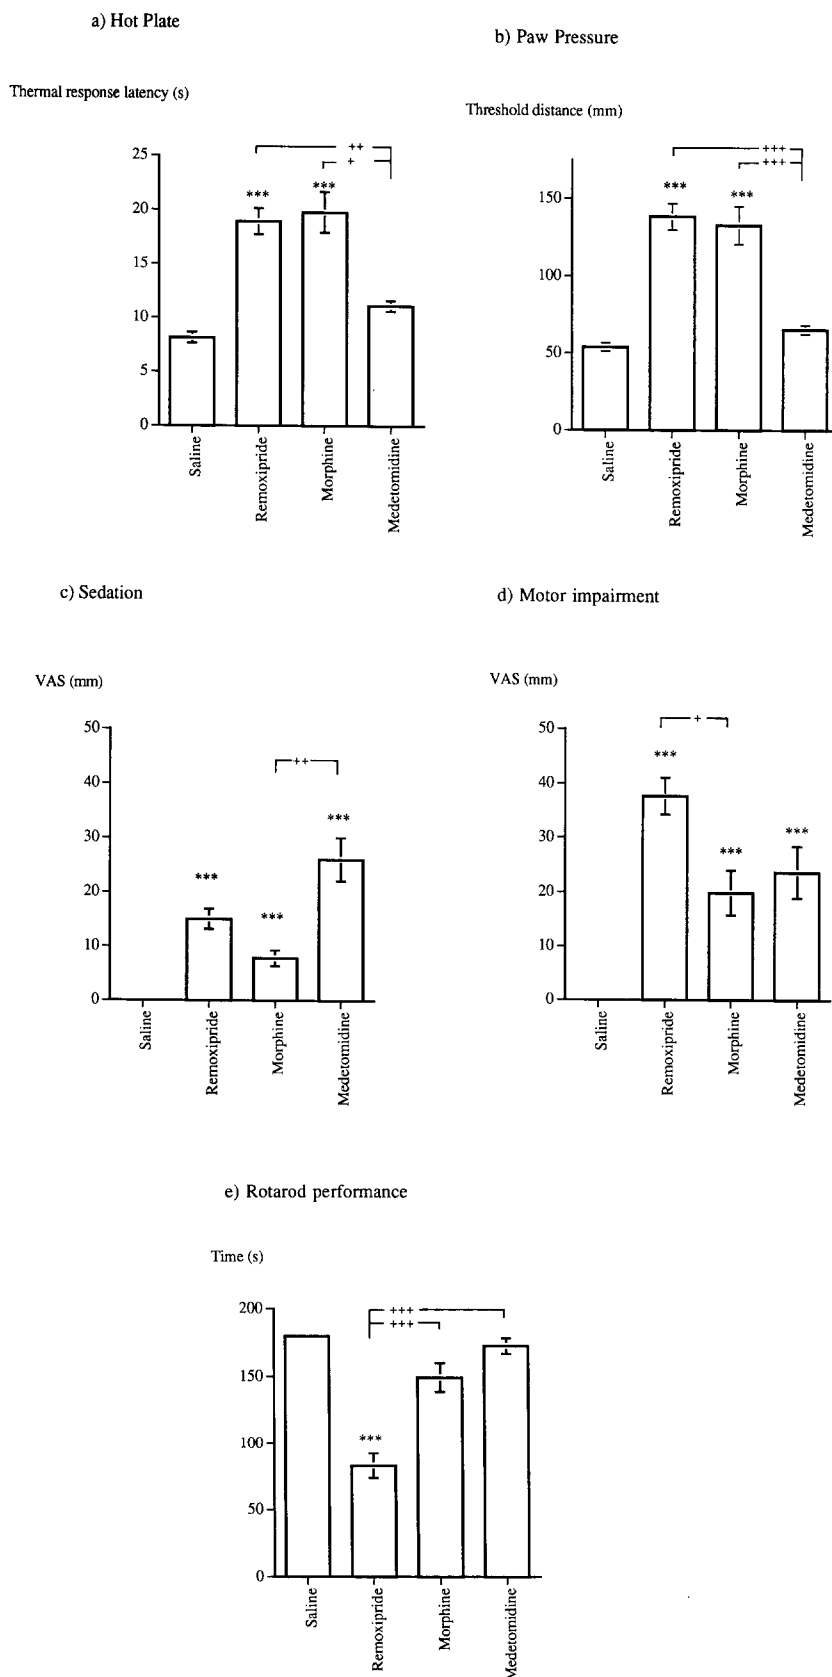 a) Hot Plate
Thermal response latency (s)
++
+
25
20
15
10
5
0
***
***
Saline
Remoxipride
Morphine
Medetomidine
b) Paw Pressure
Threshold distance (mm)
+++
+++
150
100
50
0
***
***
Saline
Remoxipride
Morphine
Medetomidine
c) Sedation
VAS (mm)
50
40
30
20
10
0
++
***
***
***
Saline
Remoxipride
Morphine
Medetomidine
d) Motor impairment
VAS (mm)
50
40
30
20
10
0
+
***
***
***
Saline
Remoxipride
Morphine
Medetomidine
e) Rotarod performance
Time (s)
200
150
100
50
0
+++
+++
***
Saline
Remoxipride
Morphine
Medetomidine